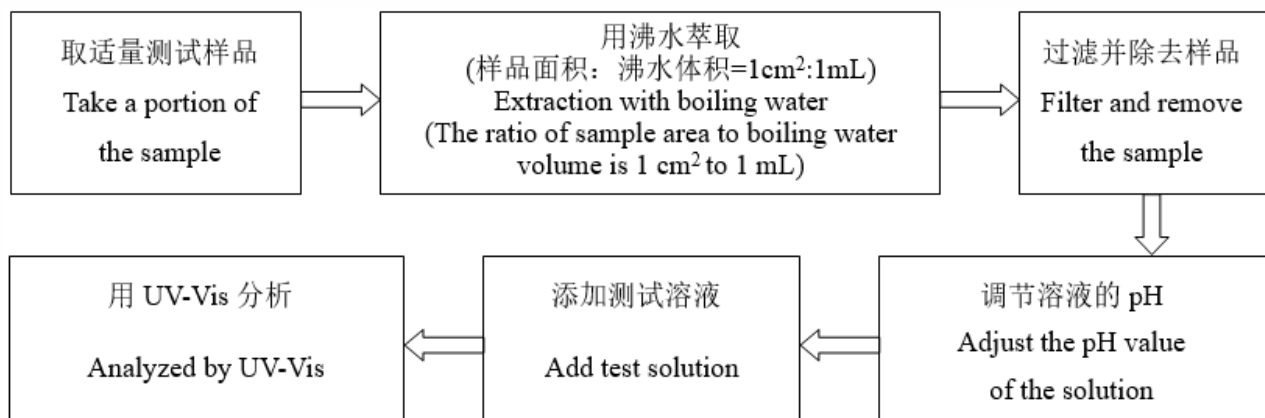 取适量测试样品
Take a portion of
the sample
用沸水萃取
(样品面积：沸水体积=1cm²:1mL)
Extraction with boiling water
(The ratio of sample area to boiling water
volume is 1 cm² to 1 mL)
过滤并除去样品
Filter and remove
the sample
调节溶液的 pH
Adjust the pH value
of the solution
添加测试溶液
Add test solution
用 UV-Vis 分析
Analyzed by UV-Vis